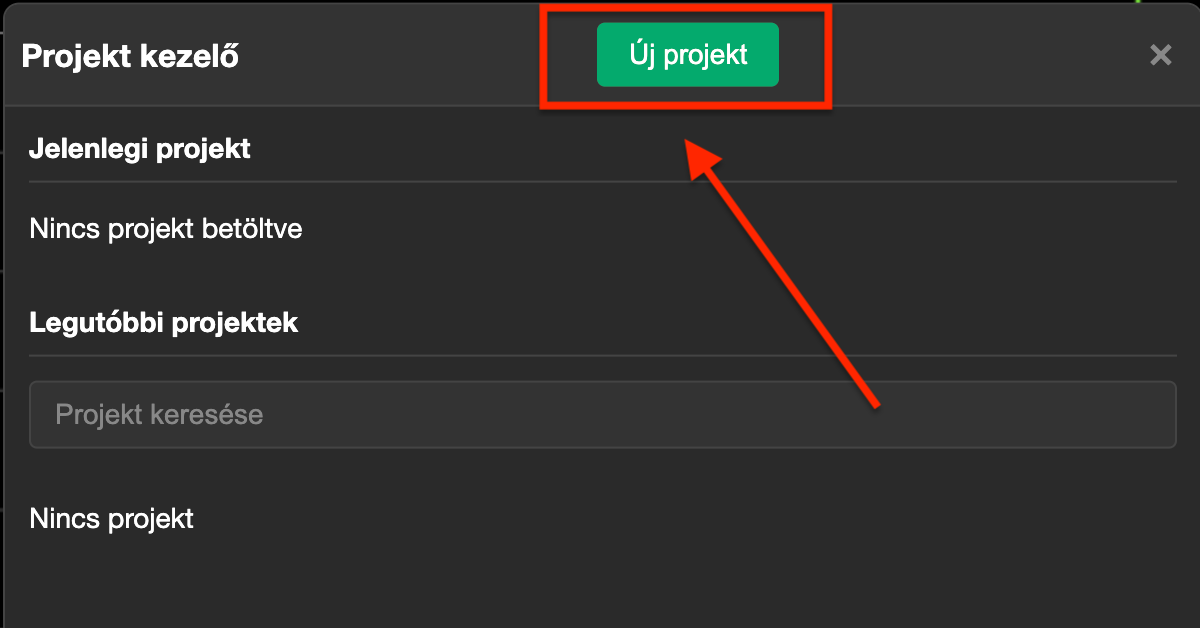 Projekt kezelő
Új projekt
×
Jelenlegi projekt
Nincs projekt betöltve
Legutóbbi projektek
Projekt keresése
Nincs projekt